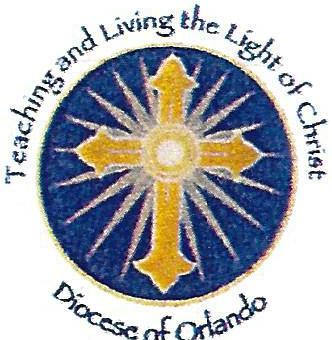 Teaching and Living the Light of Christ
Diocese of Orlando